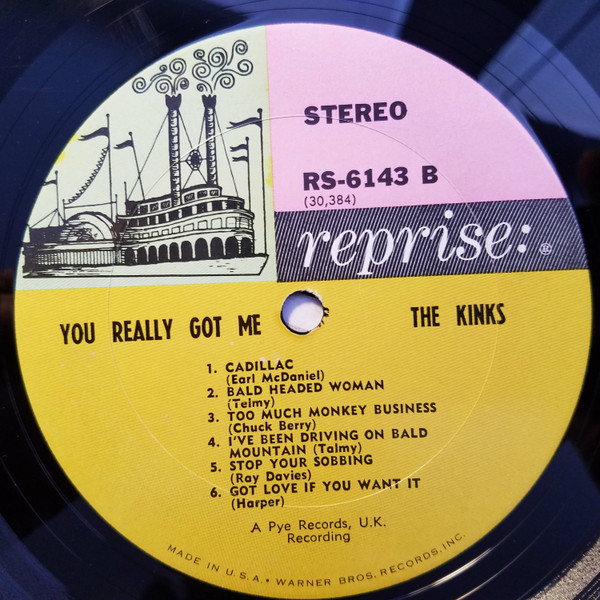 STEREO
RS-6143 B
(30,384)
reprise: ®
YOU REALLY GOT ME
THE KINKS
1. CADILLAC
(Earl McDaniel)
2. BALD HEADED WOMAN
(Telmy)
3. TOO MUCH MONKEY BUSINESS
(Chuck Berry)
4. I'VE BEEN DRIVING ON BALD
MOUNTAIN (Talmy)
5. STOP YOUR SOBBING
(Ray Davies)
6. GOT LOVE IF YOU WANT IT
(Harper)
A Pye Records, U.K.
Recording
MADE IN U.S.A. • WARNER BROS. RECORDS, INC.